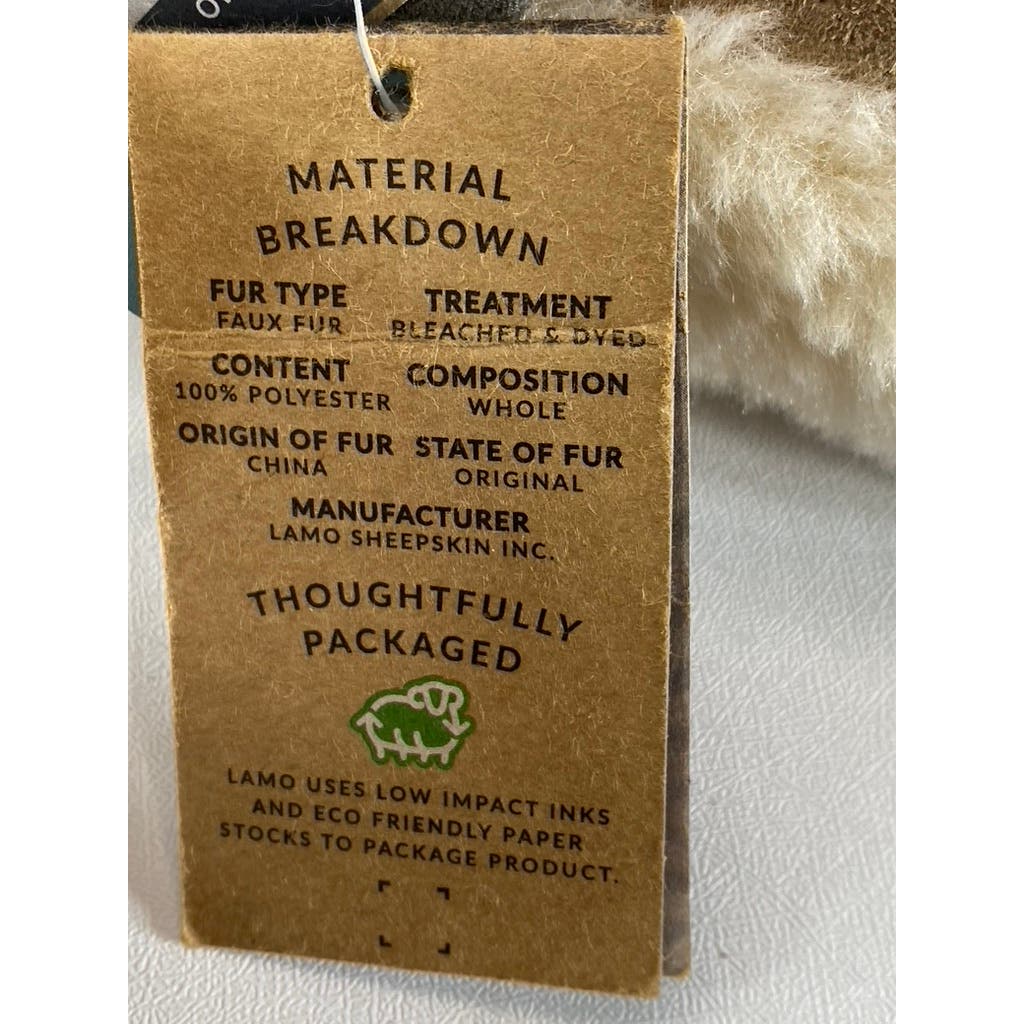 MATERIAL
BREAKDOWN
FUR TYPE
FAUX FUR
TREATMENT
BLEACHED & DYED
CONTENT
100% POLYESTER
COMPOSITION
WHOLE
ORIGIN OF FUR
CHINA
STATE OF FUR
ORIGINAL
MANUFACTURER
LAMO SHEEPSKIN INC.
THOUGHTFULLY
PACKAGED
LAMO USES LOW IMPACT INKS
AND ECO FRIENDLY PAPER
STOCKS TO PACKAGE PRODUCT.